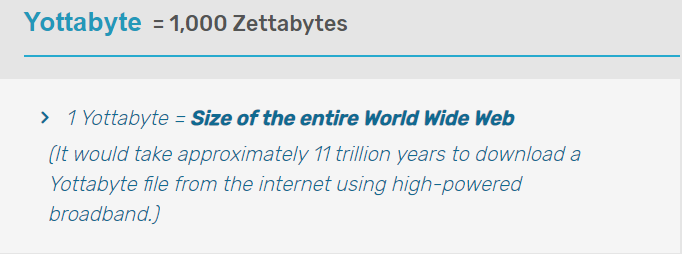 Yottabyte = 1,000 Zettabytes
> 1 Yottabyte = Size of the entire World Wide Web
(It would take approximately 11 trillion years to download a
Yottabyte file from the internet using high-powered
broadband.)